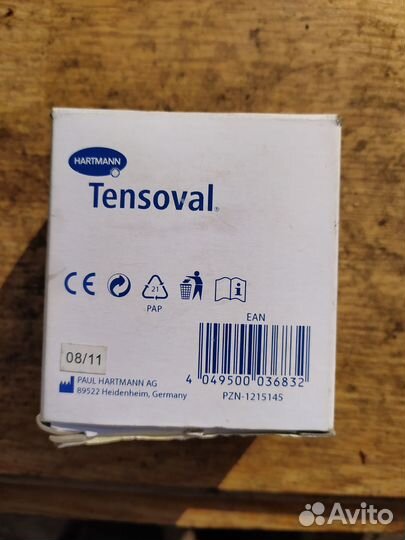 HARTMANN
Tensoval®
CE
21
PAP
EAN
08/11
4 049500 036832
PAUL HARTMANN AG
89522 Heidenheim, Germany
PZN-1215145
Avito